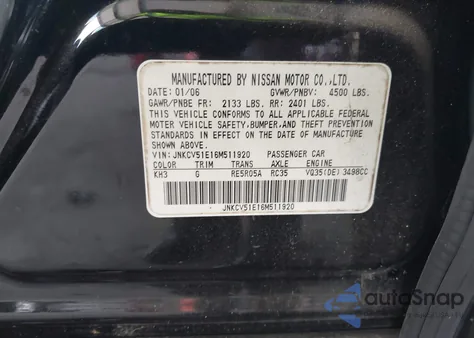 MANUFACTURED BY NISSAN MOTOR CO.,LTD.
DATE: 01/06 GVWR/PNBV: 4500 LBS.
GAWR/PNBE FR: 2133 LBS. RR: 2401 LBS.
THIS VEHICLE CONFORMS TO ALL APPLICABLE FEDERAL
MOTOR VEHICLE SAFETY,BUMPER,AND THEFT PREVENTION
STANDARDS IN EFFECT ON THE DATE OF MANUFACTURE
SHOWN ABOVE.
VIN: JNKCV51E16M511920 PASSENGER CAR
COLOR TRIM TRANS AXLE ENGINE
KH3 G RE5R05A RC35 VQ35(DE) 3498CC
JNKCV51E16M511920
autoSnap